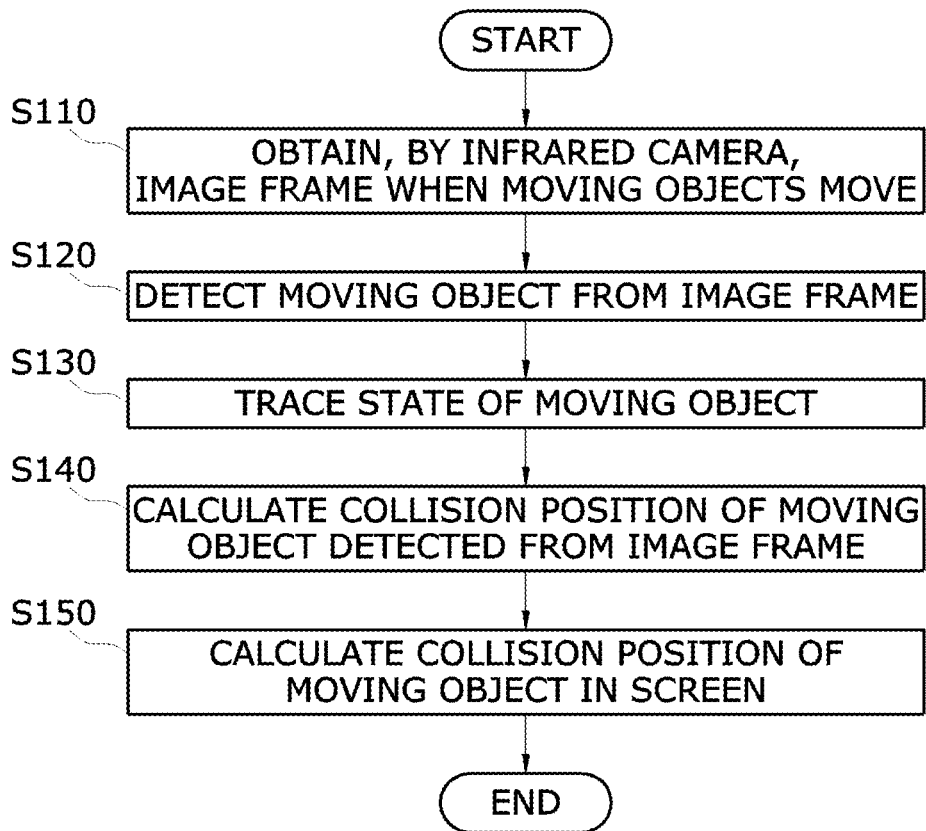 START
S110
OBTAIN, BY INFRARED CAMERA,
IMAGE FRAME WHEN MOVING OBJECTS MOVE
S120
DETECT MOVING OBJECT FROM IMAGE FRAME
S130
TRACE STATE OF MOVING OBJECT
S140
CALCULATE COLLISION POSITION OF MOVING
OBJECT DETECTED FROM IMAGE FRAME
S150
CALCULATE COLLISION POSITION OF
MOVING OBJECT IN SCREEN
END